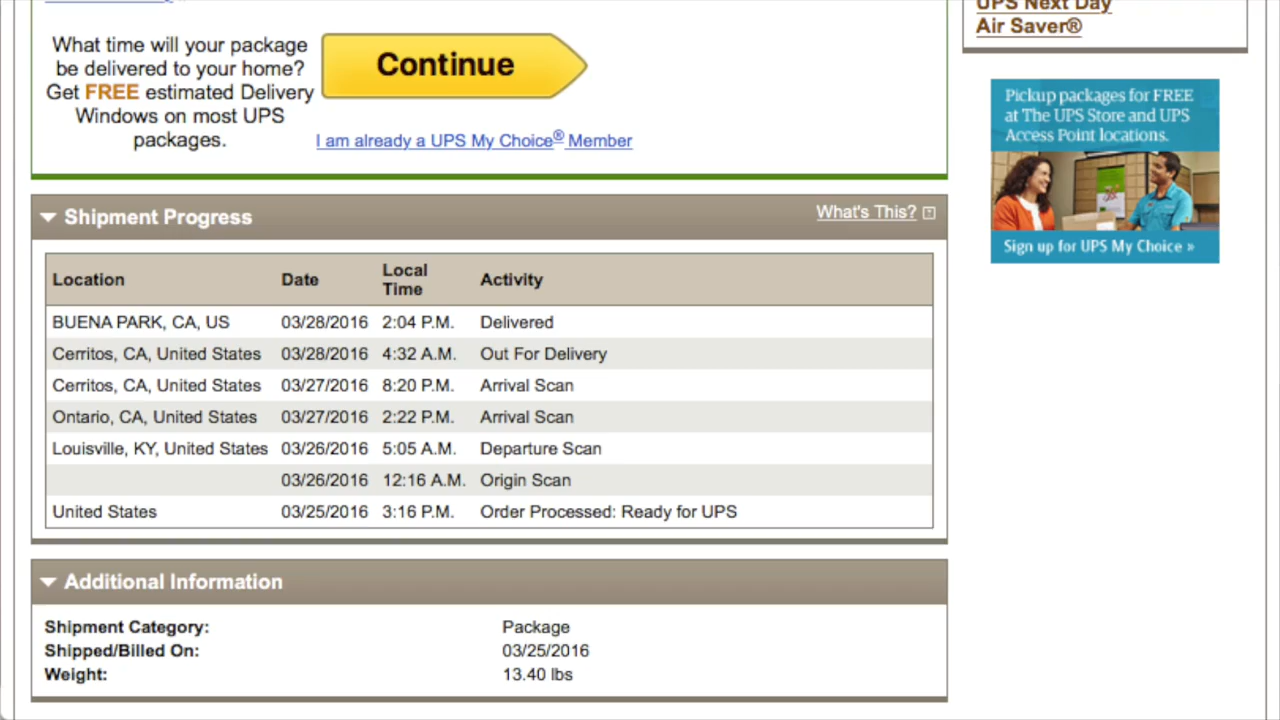 UPS Next Day
Air Saver®
What time will your package
be delivered to your home?
Get FREE estimated Delivery
Windows on most UPS
packages.
Continue
I am already a UPS My Choice® Member
Pickup packages for FREE
at The UPS Store and UPS
Access Point locations.
Sign up for UPS My Choice »
Shipment Progress
What's This? ?
Location Date Local Time Activity
BUENA PARK, CA, US 03/28/2016 2:04 P.M. Delivered
Cerritos, CA, United States 03/28/2016 4:32 A.M. Out For Delivery
Cerritos, CA, United States 03/27/2016 8:20 P.M. Arrival Scan
Ontario, CA, United States 03/27/2016 2:22 P.M. Arrival Scan
Louisville, KY, United States 03/26/2016 5:05 A.M. Departure Scan
03/26/2016 12:16 A.M. Origin Scan
United States 03/25/2016 3:16 P.M. Order Processed: Ready for UPS
Additional Information
Shipment Category: Package
Shipped/Billed On: 03/25/2016
Weight: 13.40 lbs